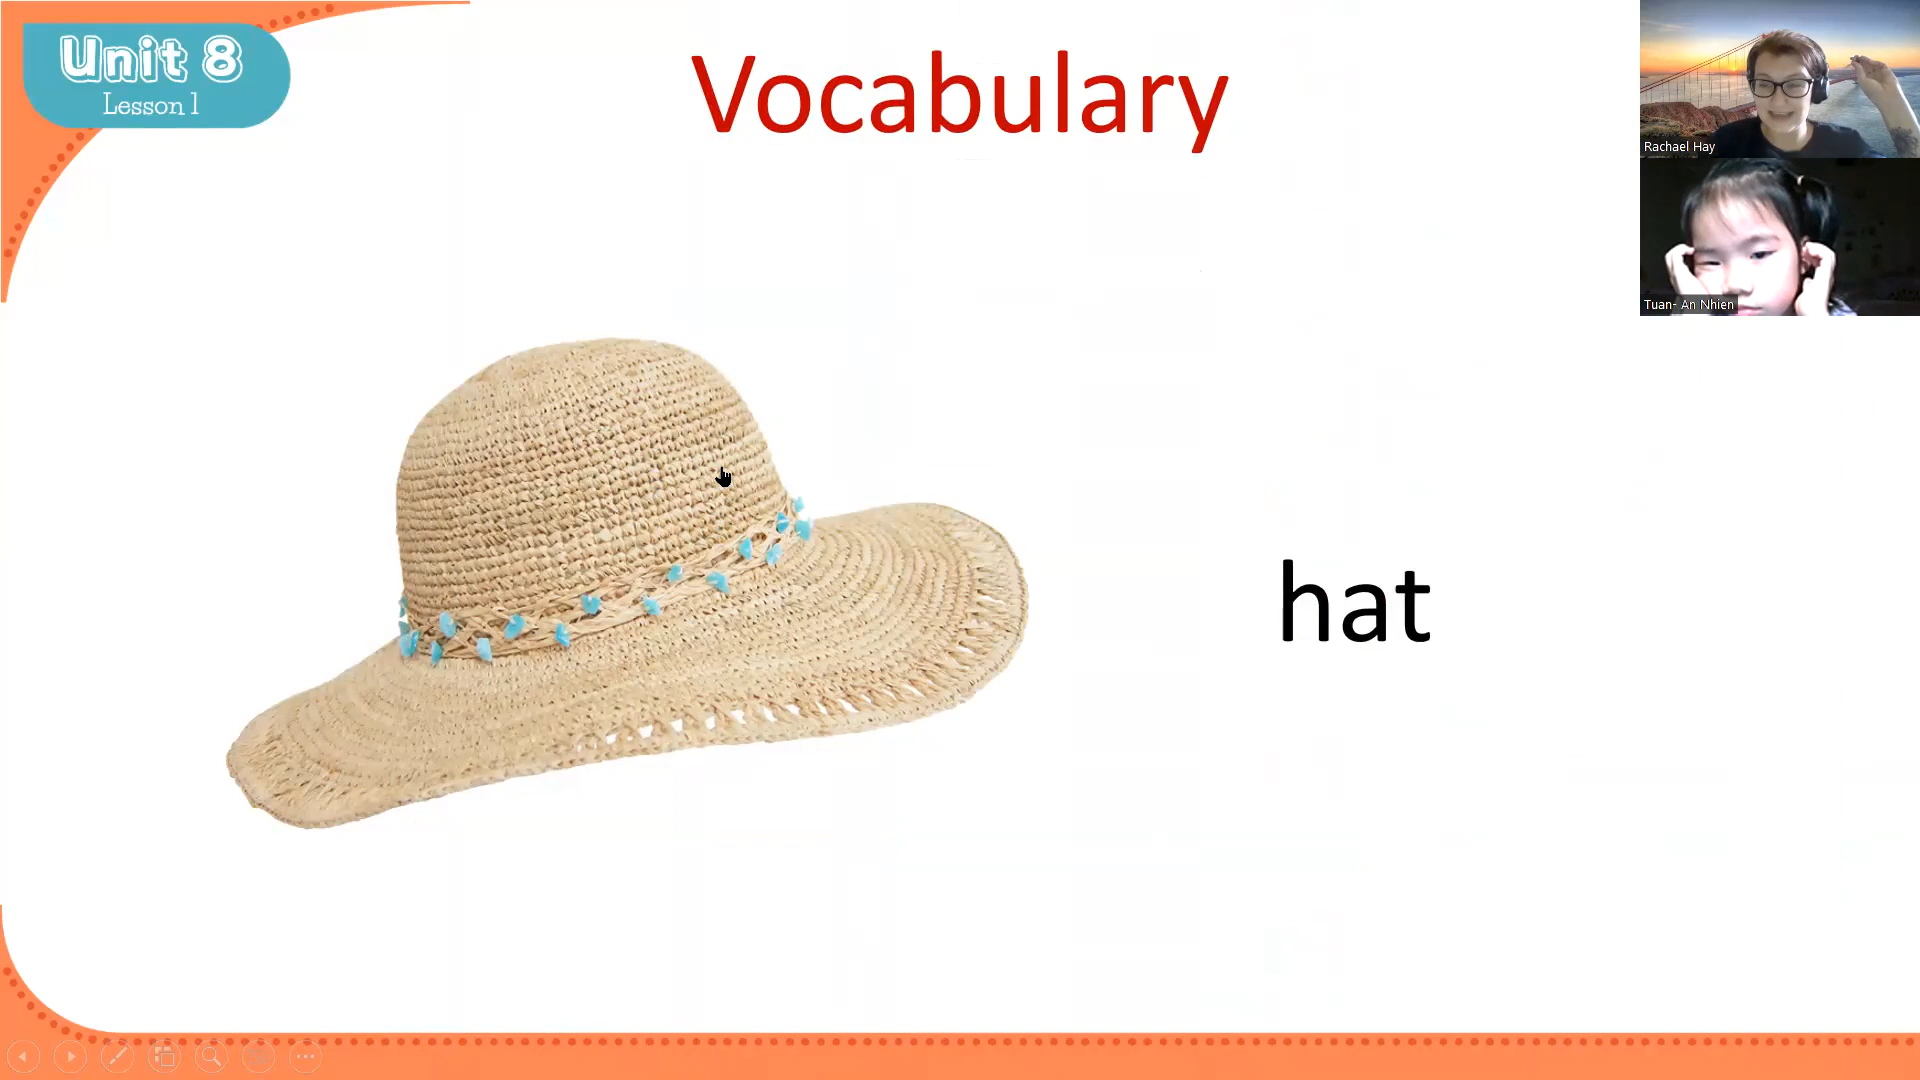 Unit 8
Lesson 1
Vocabulary
hat
Rachael Hay
Tuan- An Nhien